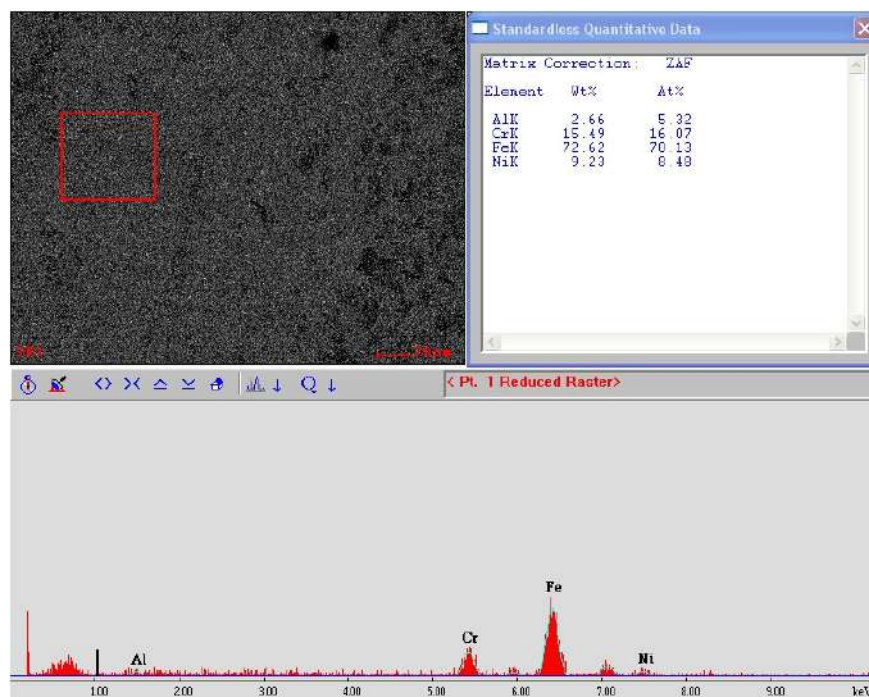 Standardless Quantitative Data
Matrix Correction: ZAF
Element Wt% At%
AlK 2.66 5.32
CrK 15.49 16.07
FeK 72.62 70.13
NiK 9.23 8.48
< Pt. 1 Reduced Raster>
Fe
Cr
Al
Ni
1.00 2.00 3.00 4.00 5.00 6.00 7.00 8.00 9.00 keV